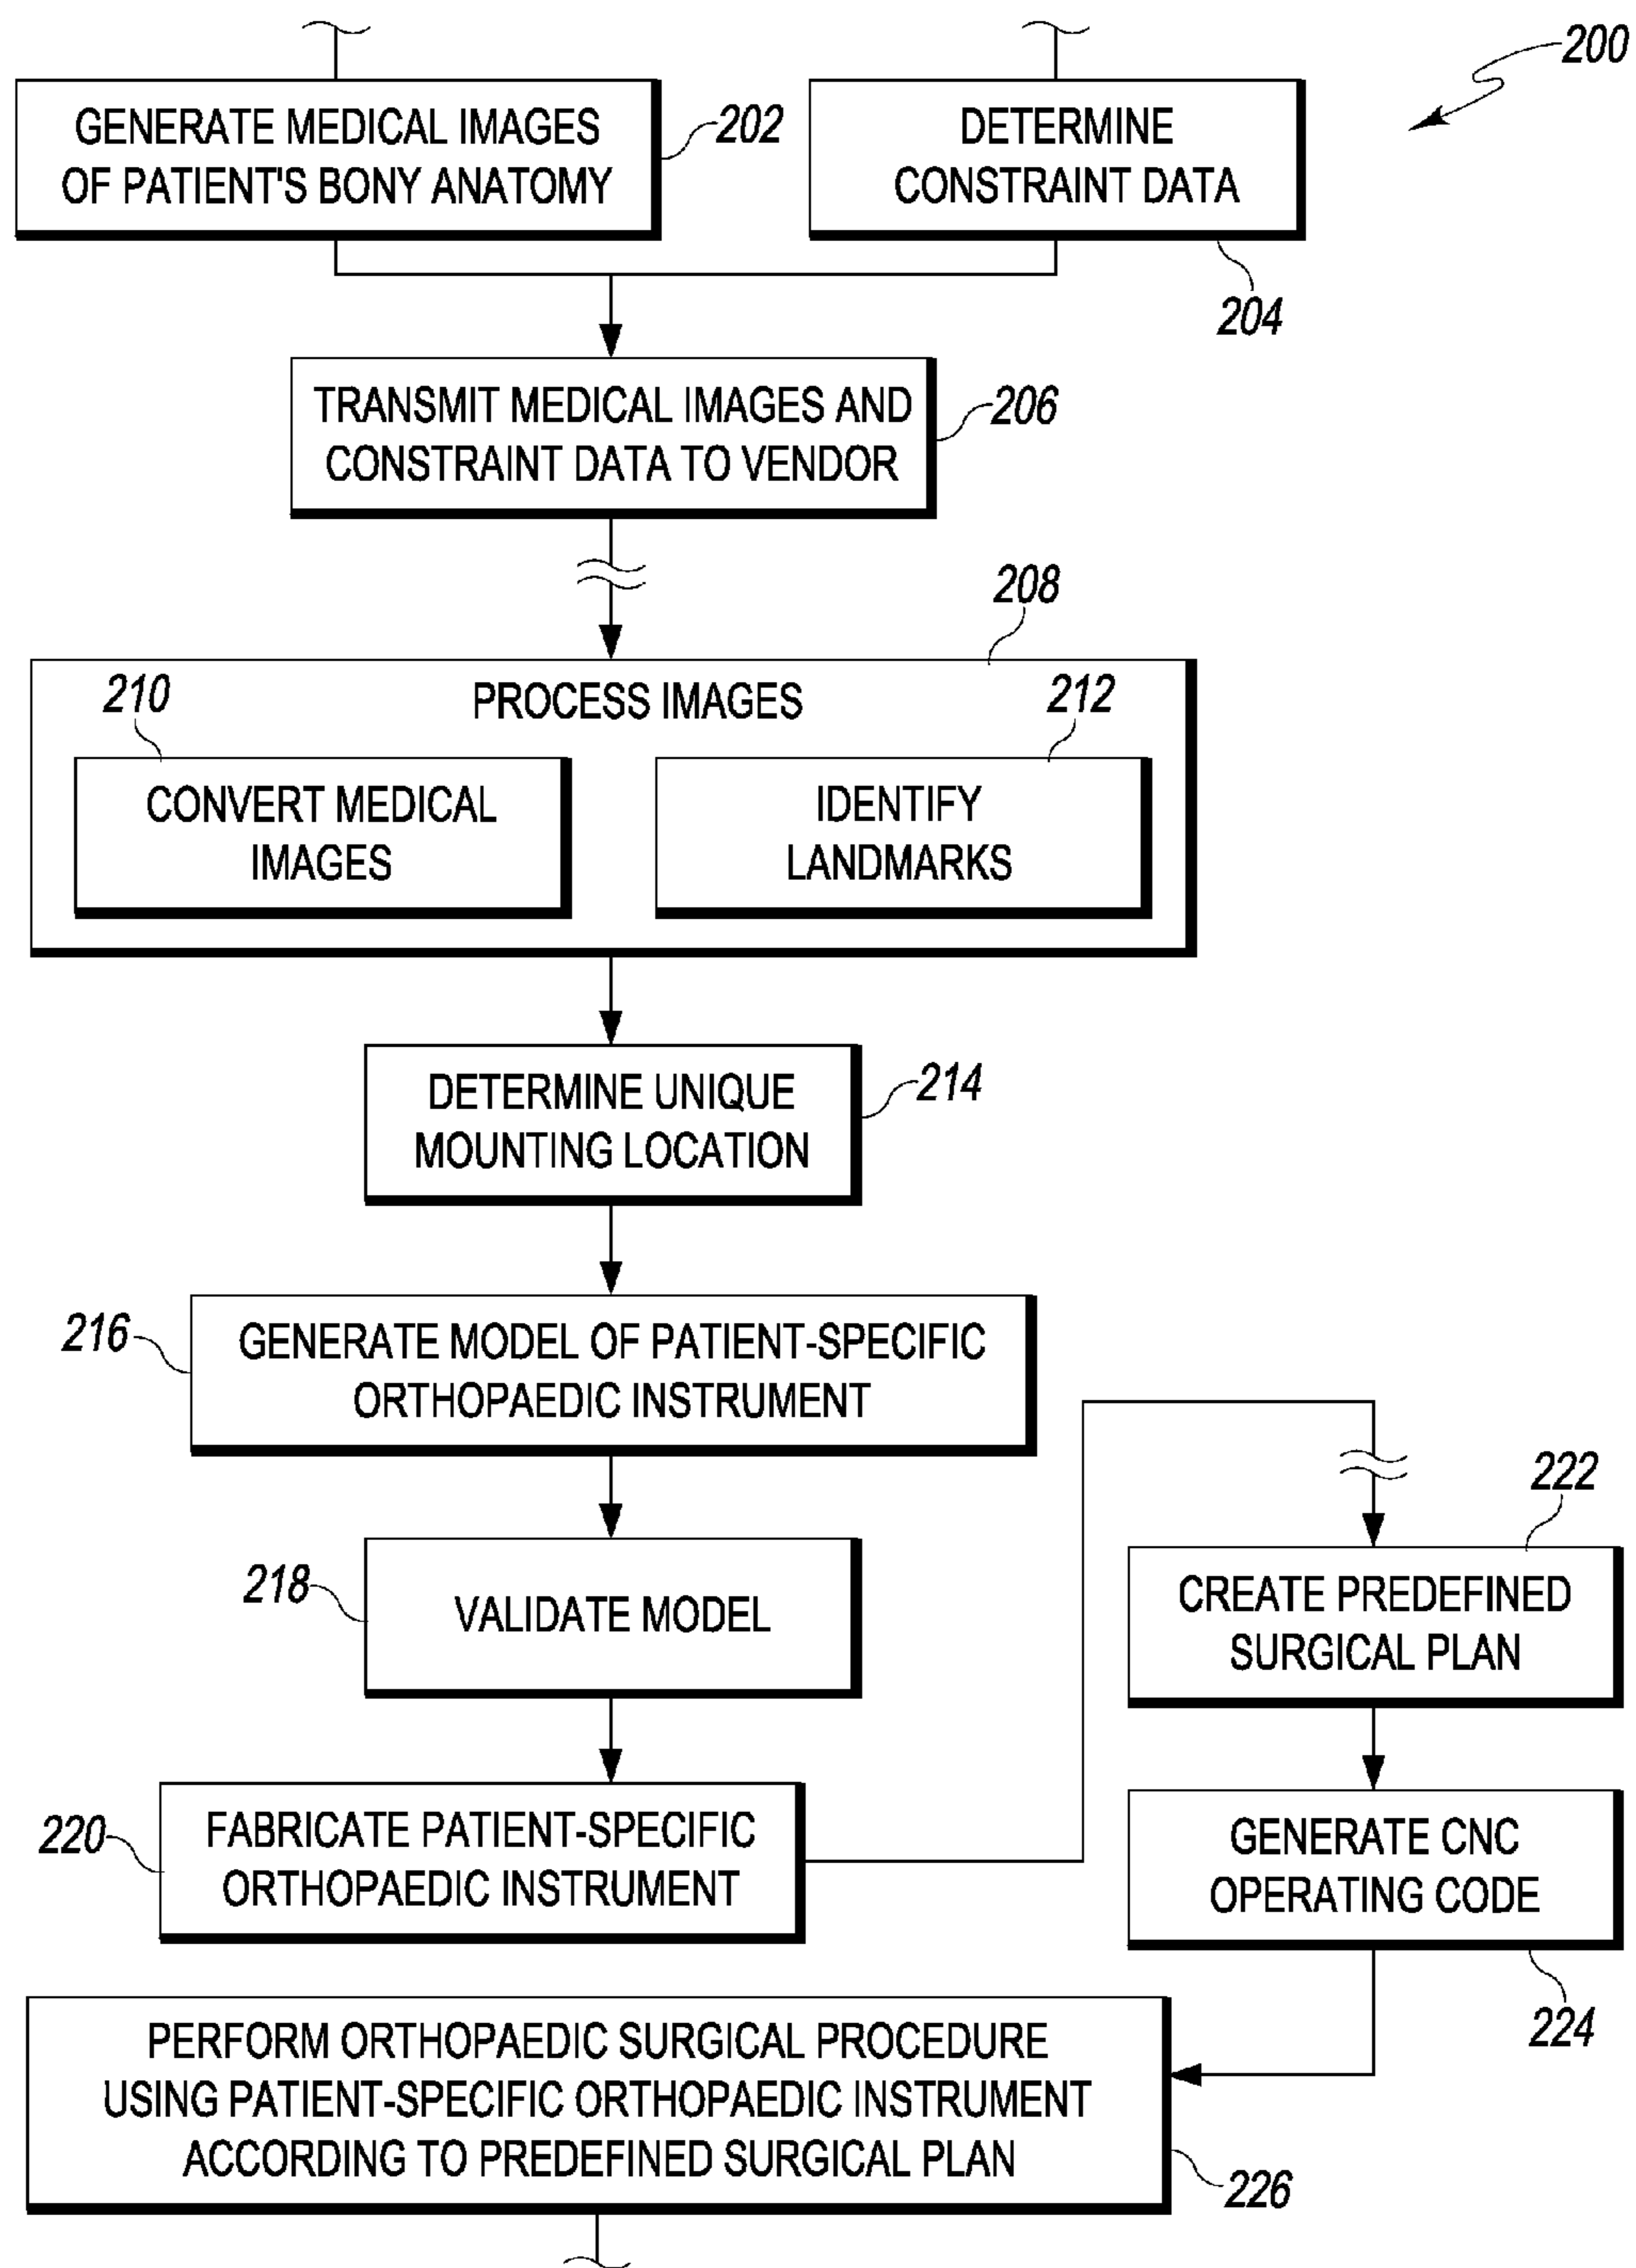 200
GENERATE MEDICAL IMAGES
OF PATIENT'S BONY ANATOMY
202
DETERMINE
CONSTRAINT DATA
204
TRANSMIT MEDICAL IMAGES AND
CONSTRAINT DATA TO VENDOR
206
208
PROCESS IMAGES
210
CONVERT MEDICAL
IMAGES
212
IDENTIFY
LANDMARKS
DETERMINE UNIQUE
MOUNTING LOCATION
214
216
GENERATE MODEL OF PATIENT-SPECIFIC
ORTHOPAEDIC INSTRUMENT
218
VALIDATE MODEL
220
FABRICATE PATIENT-SPECIFIC
ORTHOPAEDIC INSTRUMENT
222
CREATE PREDEFINED
SURGICAL PLAN
GENERATE CNC
OPERATING CODE
224
PERFORM ORTHOPAEDIC SURGICAL PROCEDURE
USING PATIENT-SPECIFIC ORTHOPAEDIC INSTRUMENT
ACCORDING TO PREDEFINED SURGICAL PLAN
226